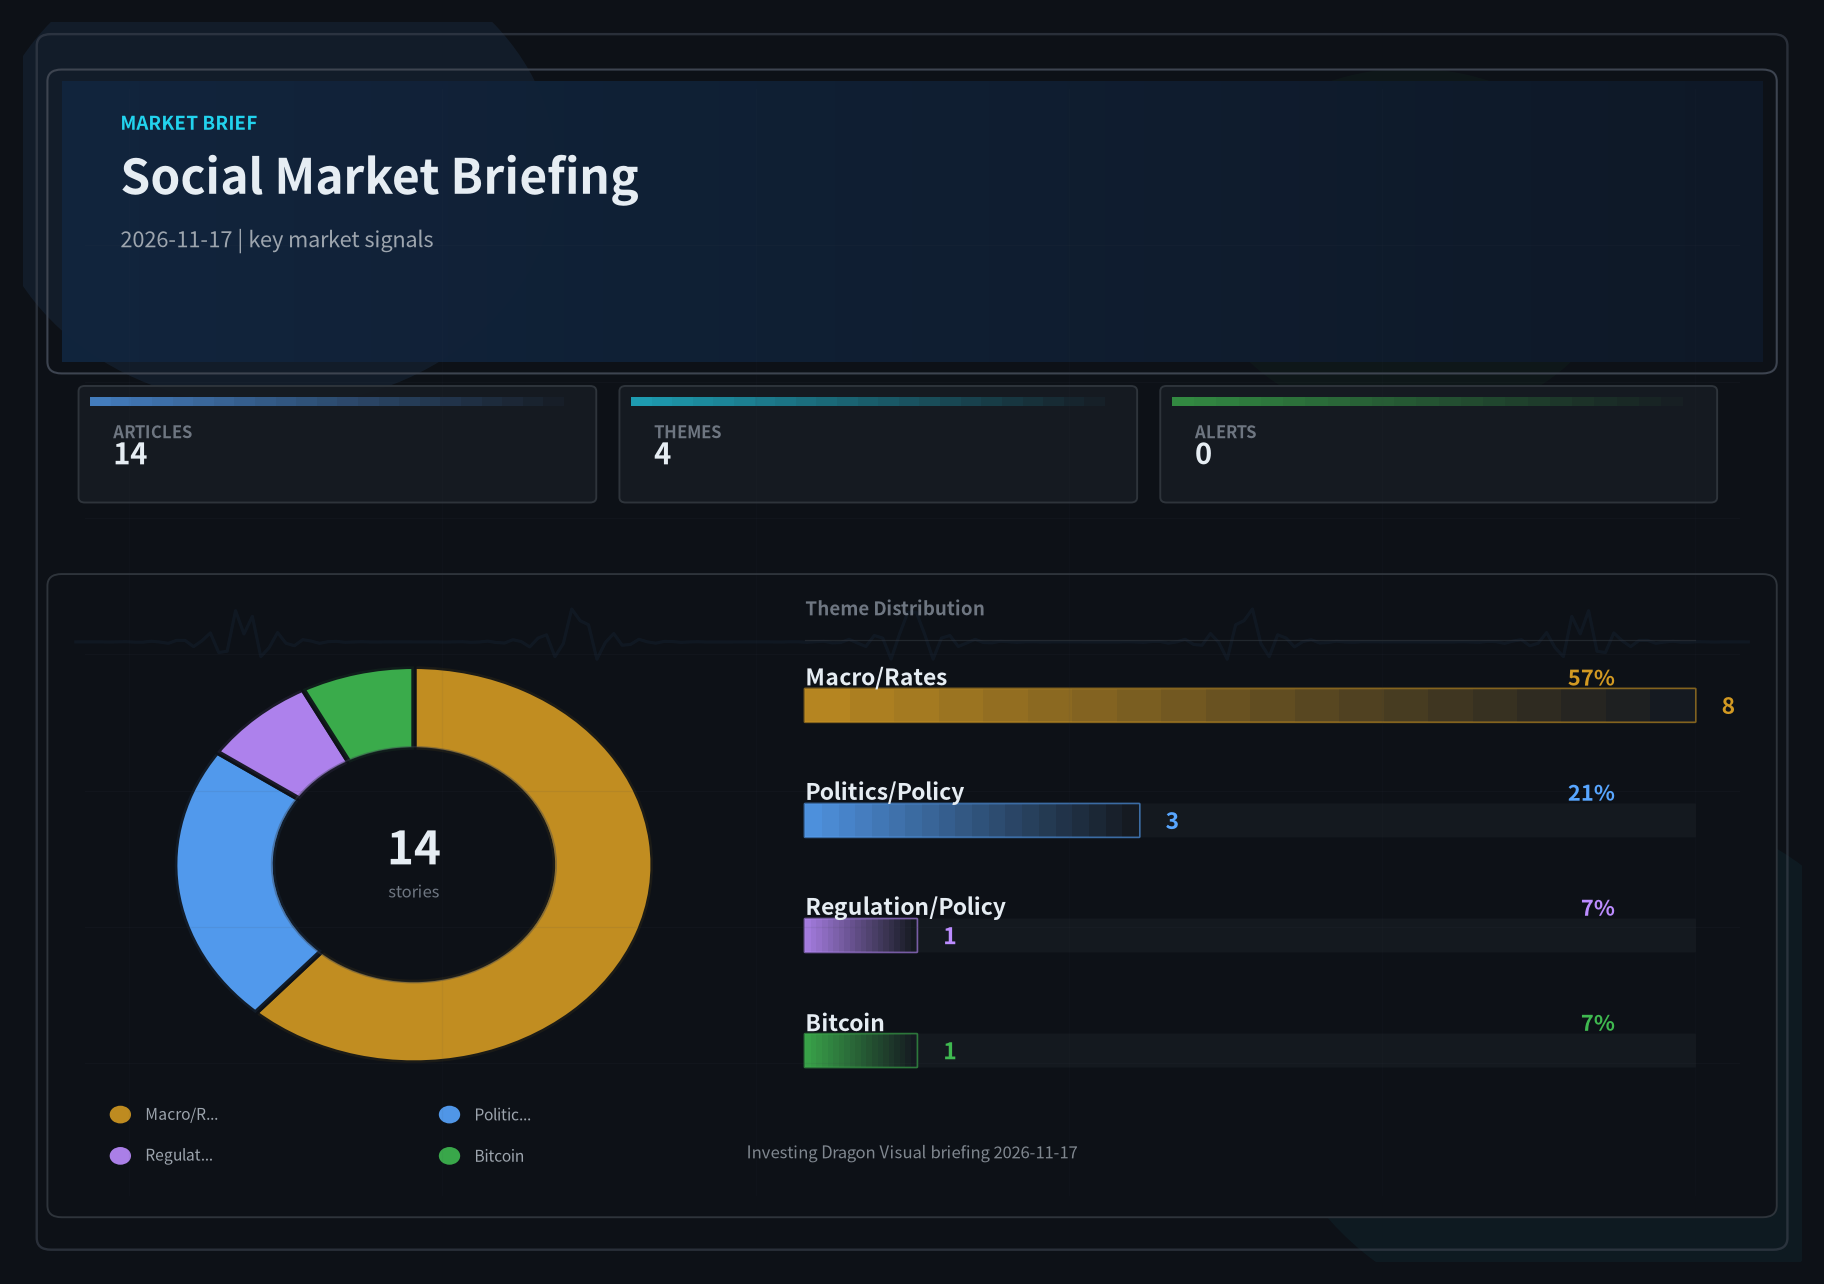 MARKET BRIEF
Social Market Briefing
2026-11-17 | key market signals
ARTICLES
14
THEMES
4
ALERTS
0
Theme Distribution
Macro/Rates
57%
8
Politics/Policy
21%
3
Regulation/Policy
7%
1
Bitcoin
7%
1
14
stories
Macro/R...
Politic...
Regulat...
Bitcoin
Investing Dragon Visual briefing 2026-11-17